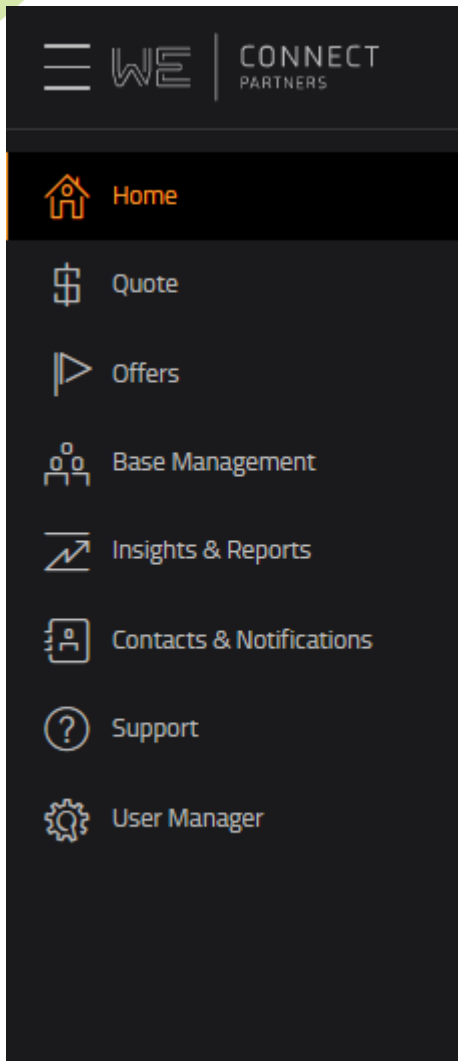 WE CONNECT
PARTNERS
Home
Quote
Offers
Base Management
Insights & Reports
Contacts & Notifications
Support
User Manager